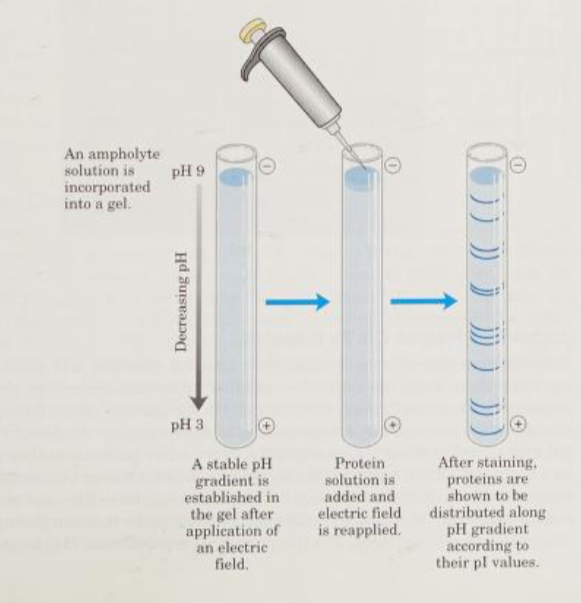 An ampholyte
solution is
incorporated
into a gel.
pH 9
Decreasing pH
pH 3
−
+
−
+
−
+
A stable pH
gradient is
established in
the gel after
application of
an electric
field.
Protein
solution is
added and
electric field
is reapplied.
After staining,
proteins are
shown to be
distributed along
pH gradient
according to
their pI values.